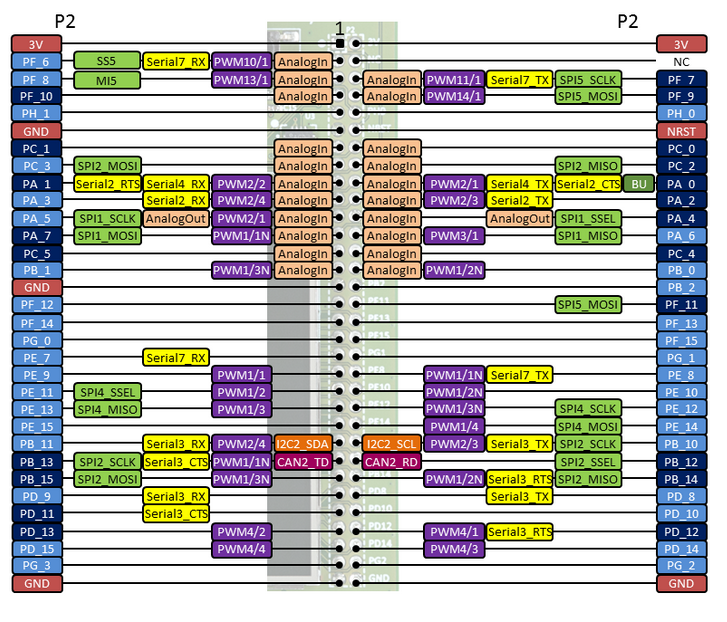 P2 1 P2
3V 3V
PF_6 SS5 Serial7_RX PWM10/1 AnalogIn NC
PF_8 MI5 PWM13/1 AnalogIn AnalogIn PWM11/1 Serial7_TX SPI5_SCLK PF_7
PF_10 AnalogIn AnalogIn PWM14/1 SPI5_MOSI PF_9
PH_1 PH_0
GND NRST
PC_1 AnalogIn AnalogIn PC_0
PC_3 SPI2_MOSI AnalogIn AnalogIn SPI2_MISO PC_2
PA_1 Serial2_RTS Serial4_RX PWM2/2 AnalogIn AnalogIn PWM2/1 Serial4_TX Serial2_CTS BU PA_0
PA_3 Serial2_RX PWM2/4 AnalogIn AnalogIn PWM2/3 Serial2_TX PA_2
PA_5 SPI1_SCLK AnalogOut PWM2/1 AnalogIn AnalogIn AnalogOut SPI1_SSEL PA_4
PA_7 SPI1_MOSI PWM1/1N AnalogIn AnalogIn PWM3/1 SPI1_MISO PA_6
PC_5 AnalogIn AnalogIn PC_4
PB_1 PWM1/3N AnalogIn AnalogIn PWM1/2N PB_0
GND PB_2
PF_12 SPI5_MOSI PF_11
PF_14 PF_13
PG_0 PF_15
PE_7 Serial7_RX PG1 PG_1
PE_9 PWM1/1 PWM1/1N Serial7_TX PE_8
PE_11 SPI4_SSEL PWM1/2 PE10 PWM1/2N PE_10
PE_13 SPI4_MISO PWM1/3 PWM1/3N SPI4_SCLK PE_12
PE_15 PWM1/4 SPI4_MOSI PE_14
PB_11 Serial3_RX PWM2/4 I2C2_SDA I2C2_SCL PWM2/3 Serial3_TX SPI2_SCLK PB_10
PB_13 SPI2_SCLK Serial3_CTS PWM1/1N CAN2_TD CAN2_RD SPI2_SSEL PB_12
PB_15 SPI2_MOSI PWM1/3N PWM1/2N Serial3_RTS SPI2_MISO PB_14
PD_9 Serial3_RX PD8 Serial3_TX PD_8
PD_11 Serial3_CTS PD10 PD_10
PD_13 PWM4/2 PD12 PWM4/1 Serial3_RTS PD_12
PD_15 PWM4/4 PD14 PWM4/3 PD_14
PG_3 PG2 PG_2
GND GND GND